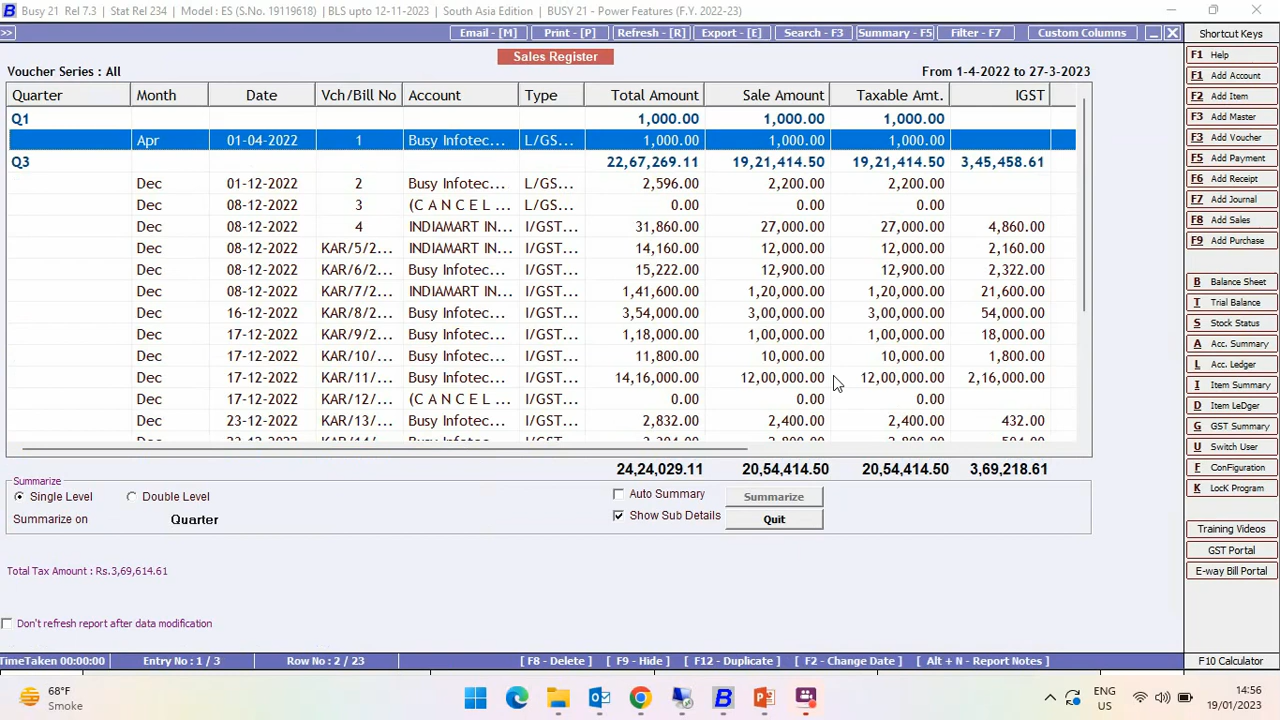 Busy 21 Rel 7.3 | Stat Rel 234 | Model : ES (S.No. 19119618) | BLS upto 12-11-2023 | South Asia Edition | BUSY 21 - Power Features (F.Y. 2022-23)
>> Email - [M] Print - [P] Refresh - [R] Export - [E] Search - F3 Summary - F5 Filter - F7 Custom Columns
Sales Register
Voucher Series : All From 1-4-2022 to 27-3-2023
Quarter Month Date Vch/Bill No Account Type Total Amount Sale Amount Taxable Amt. IGST
Q1 1,000.00 1,000.00 1,000.00
Apr 01-04-2022 1 Busy Infotec... L/GS... 1,000.00 1,000.00 1,000.00
Q3 22,67,269.11 19,21,414.50 19,21,414.50 3,45,458.61
Dec 01-12-2022 2 Busy Infotec... L/GS... 2,596.00 2,200.00 2,200.00
Dec 08-12-2022 3 (C A N C E L ... L/GS... 0.00 0.00 0.00
Dec 08-12-2022 4 INDIAMART IN... I/GST... 31,860.00 27,000.00 27,000.00 4,860.00
Dec 08-12-2022 KAR/5/2... INDIAMART IN... I/GST... 14,160.00 12,000.00 12,000.00 2,160.00
Dec 08-12-2022 KAR/6/2... Busy Infotec... I/GST... 15,222.00 12,900.00 12,900.00 2,322.00
Dec 08-12-2022 KAR/7/2... INDIAMART IN... I/GST... 1,41,600.00 1,20,000.00 1,20,000.00 21,600.00
Dec 16-12-2022 KAR/8/2... Busy Infotec... I/GST... 3,54,000.00 3,00,000.00 3,00,000.00 54,000.00
Dec 17-12-2022 KAR/9/2... Busy Infotec... I/GST... 1,18,000.00 1,00,000.00 1,00,000.00 18,000.00
Dec 17-12-2022 KAR/10/... Busy Infotec... I/GST... 11,800.00 10,000.00 10,000.00 1,800.00
Dec 17-12-2022 KAR/11/... Busy Infotec... I/GST... 14,16,000.00 12,00,000.00 12,00,000.00 2,16,000.00
Dec 17-12-2022 KAR/12/... (C A N C E L ... I/GST... 0.00 0.00 0.00
Dec 23-12-2022 KAR/13/... Busy Infotec... I/GST... 2,832.00 2,400.00 2,400.00 432.00
24,24,029.11 20,54,414.50 20,54,414.50 3,69,218.61
Summarize
Single Level Double Level Auto Summary Summarize
Summarize on Quarter Show Sub Details Quit
Total Tax Amount : Rs.3,69,614.61
Don't refresh report after data modification
TimeTaken 00:00:00 Entry No : 1 / 3 Row No : 2 / 23 [ F8 - Delete ] [ F9 - Hide ] [ F12 - Duplicate ] [ F2 - Change Date ] [ Alt + N - Report Notes ]
Shortcut Keys
F1 Help
F1 Add Account
F2 Add Item
F3 Add Master
F3 Add Voucher
F5 Add Payment
F6 Add Receipt
F7 Add Journal
F8 Add Sales
F9 Add Purchase
B Balance Sheet
T Trial Balance
S Stock Status
A Acc. Summary
L Acc. Ledger
I Item Summary
D Item LeDger
G GST Summary
U Switch User
F ConFiguration
K LocK Program
Training Videos
GST Portal
E-way Bill Portal
F10 Calculator
68°F
Smoke
ENG
US
14:56
19/01/2023